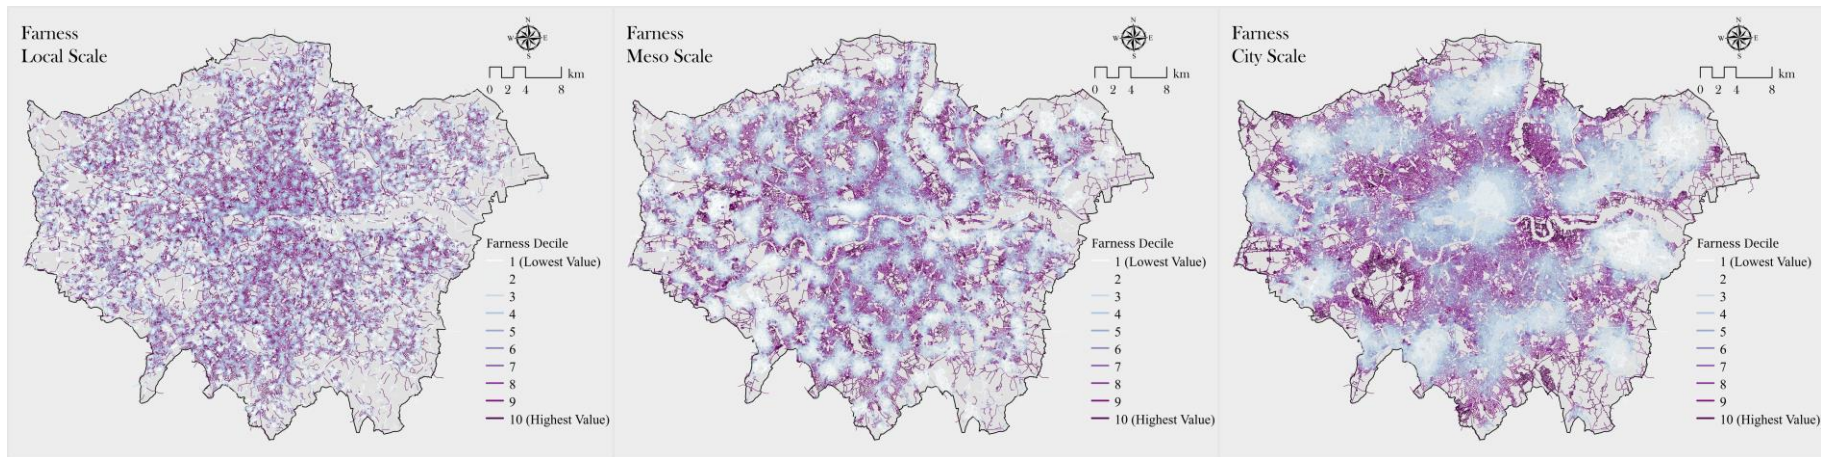 Farness
Local Scale
N
W E
S
km
0 2 4 8
Farness Decile
1 (Lowest Value)
2
3
4
5
6
7
8
9
10 (Highest Value)
Farness
Meso Scale
N
W E
S
km
0 2 4 8
Farness Decile
1 (Lowest Value)
2
3
4
5
6
7
8
9
10 (Highest Value)
Farness
City Scale
N
W E
S
km
0 2 4 8
Farness Decile
1 (Lowest Value)
2
3
4
5
6
7
8
9
10 (Highest Value)